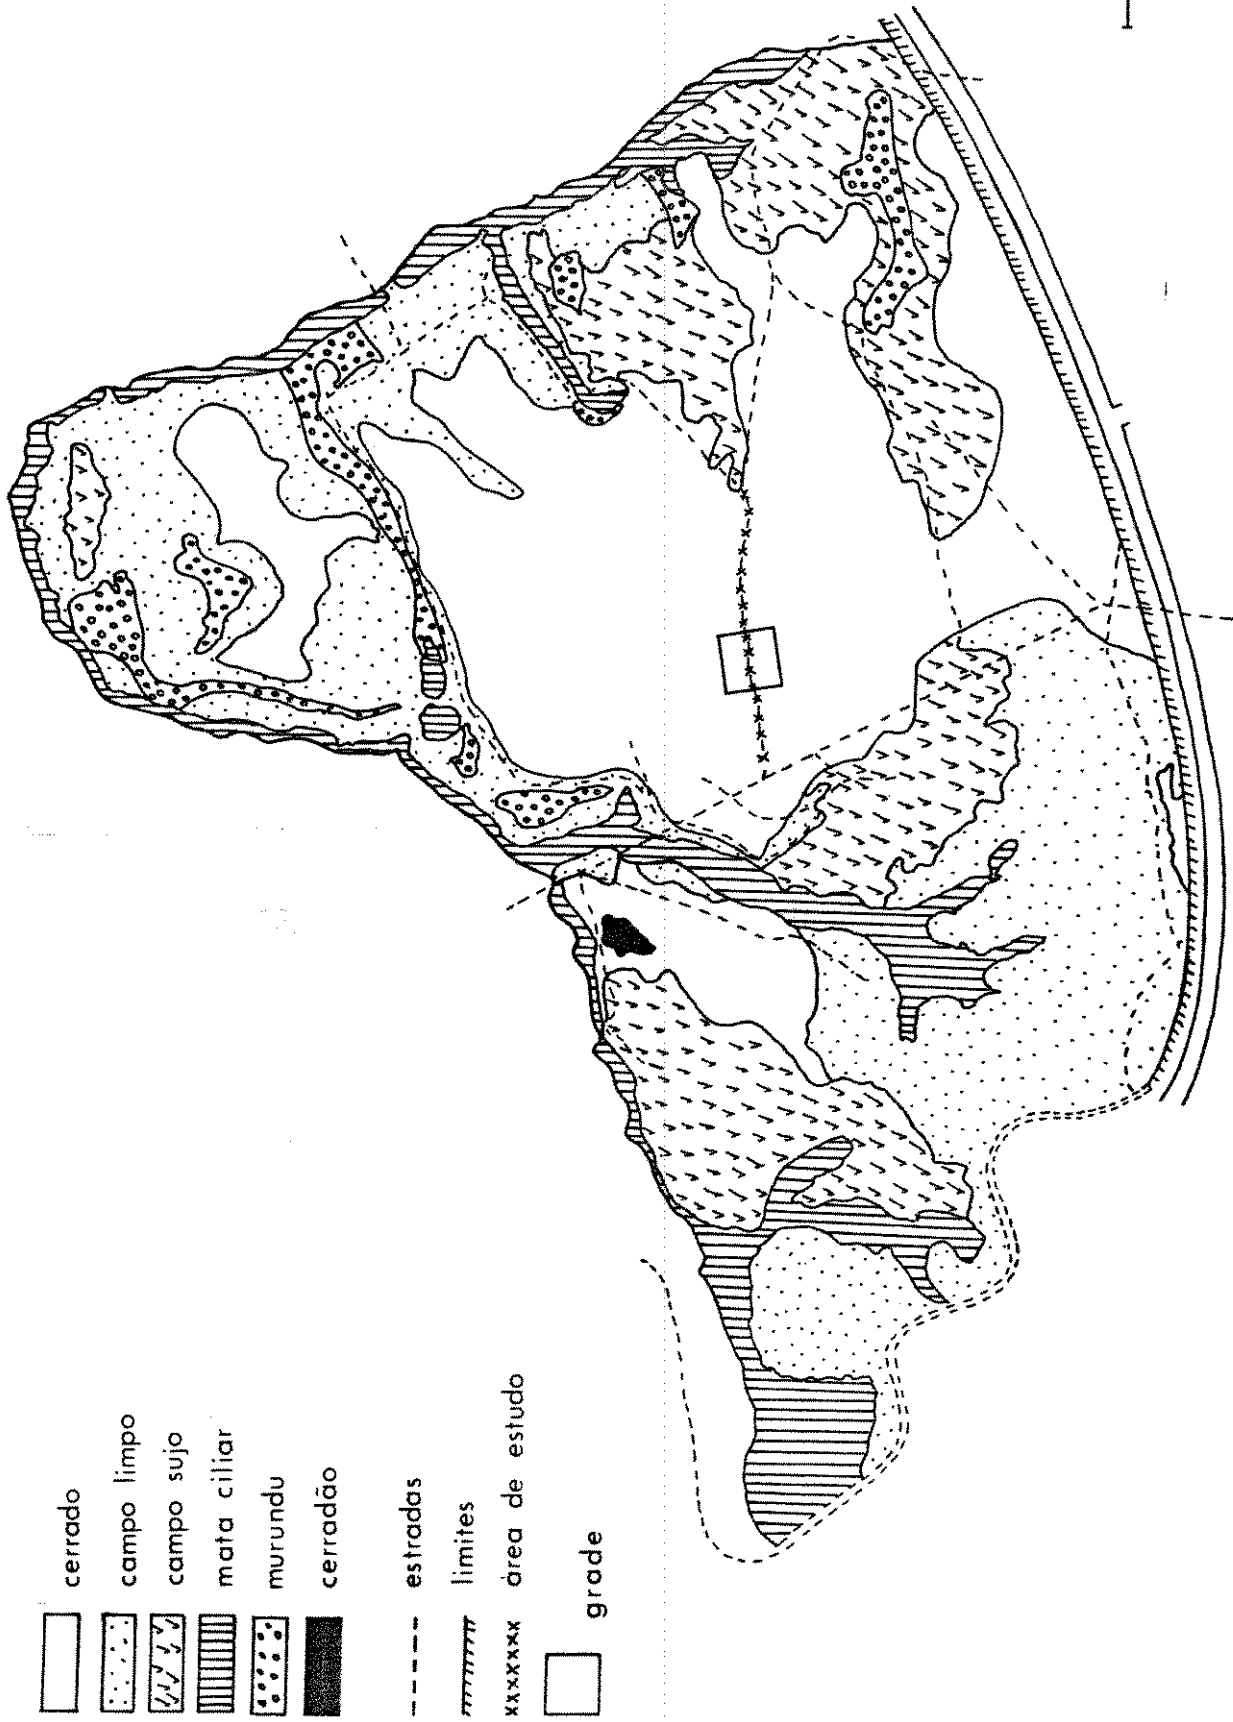 cerrado
campo limpo
campo sujo
mata ciliar
murundu
cerradão
estradas
limites
área de estudo
grade